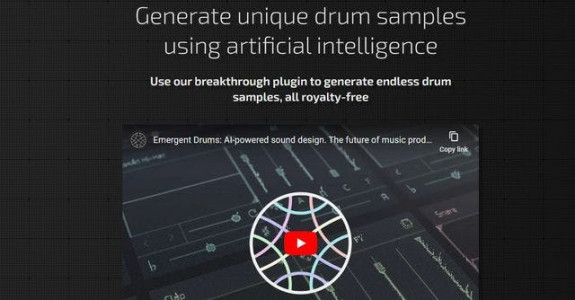 Generate unique drum samples
using artificial intelligence
Use our breakthrough plugin to generate endless drum
samples, all royalty-free
Emergent Drums: AI-powered sound design. The future of music prod...
Copy link
Snare